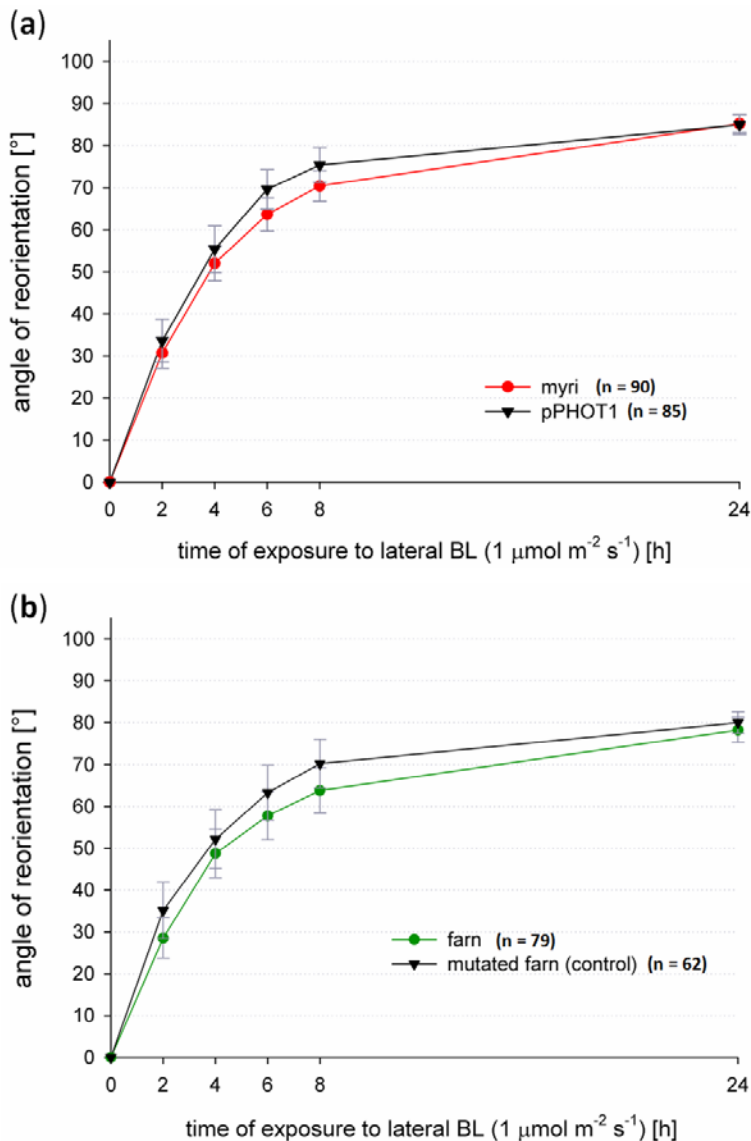 (a)
angle of reorientation [°]
100
90
80
70
60
50
40
30
20
10
0
myri (n = 90)
pPHOT1 (n = 85)
0 2 4 6 8 24
time of exposure to lateral BL (1 μmol m⁻² s⁻¹) [h]
(b)
angle of reorientation [°]
100
90
80
70
60
50
40
30
20
10
0
farn (n = 79)
mutated farn (control) (n = 62)
0 2 4 6 8 24
time of exposure to lateral BL (1 μmol m⁻² s⁻¹) [h]